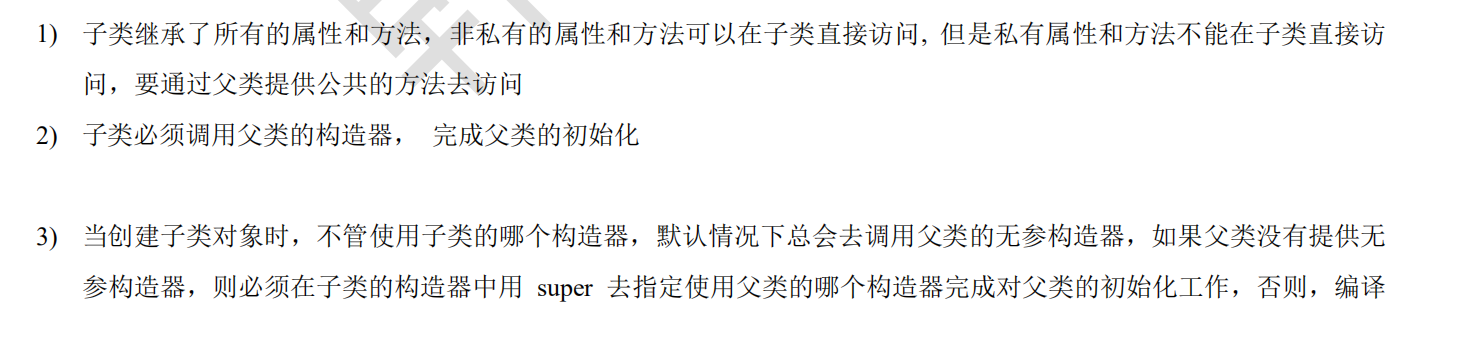 1) 子类继承了所有的属性和方法，非私有的属性和方法可以在子类直接访问, 但是私有属性和方法不能在子类直接访
问，要通过父类提供公共的方法去访问
2) 子类必须调用父类的构造器， 完成父类的初始化
3) 当创建子类对象时，不管使用子类的哪个构造器，默认情况下总会去调用父类的无参构造器，如果父类没有提供无
参构造器，则必须在子类的构造器中用 super 去指定使用父类的哪个构造器完成对父类的初始化工作，否则，编译